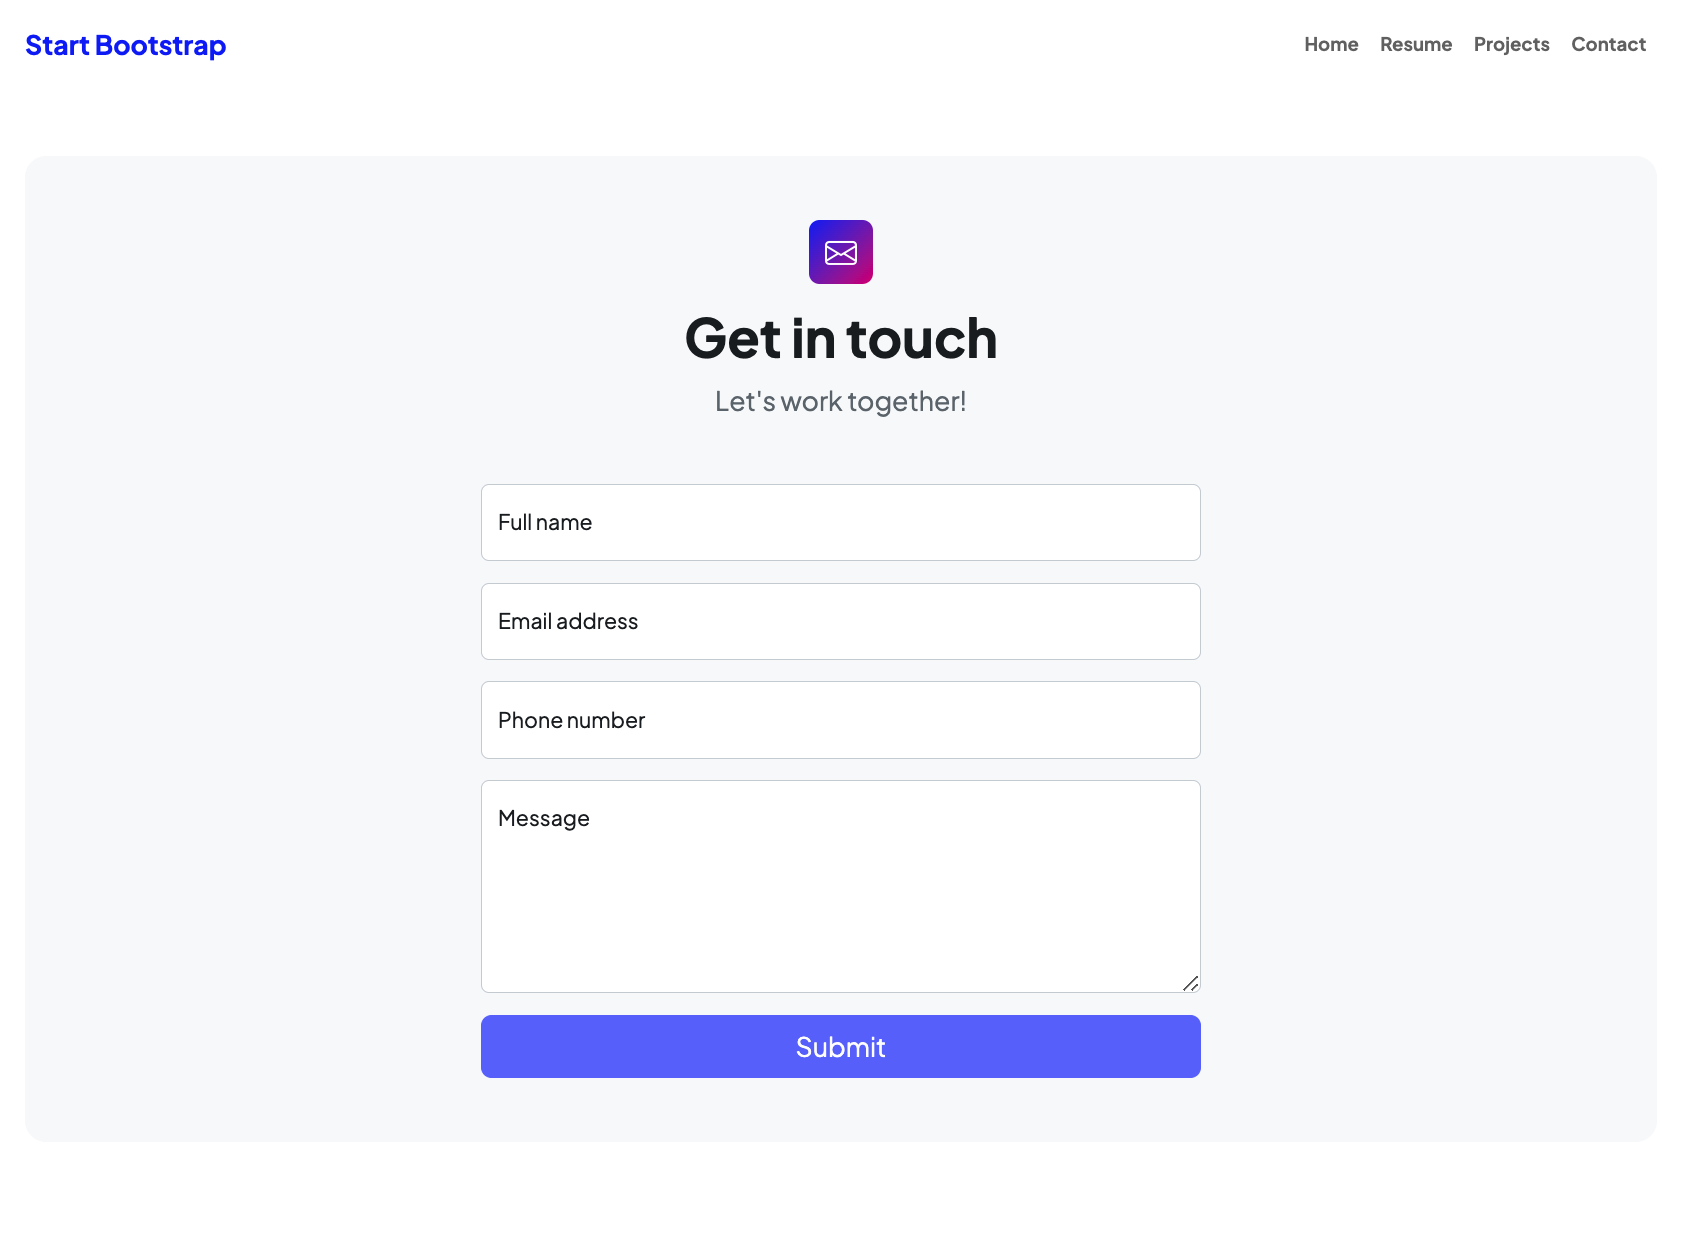 Start Bootstrap
Home Resume Projects Contact
Get in touch
Let's work together!
Full name
Email address
Phone number
Message
Submit